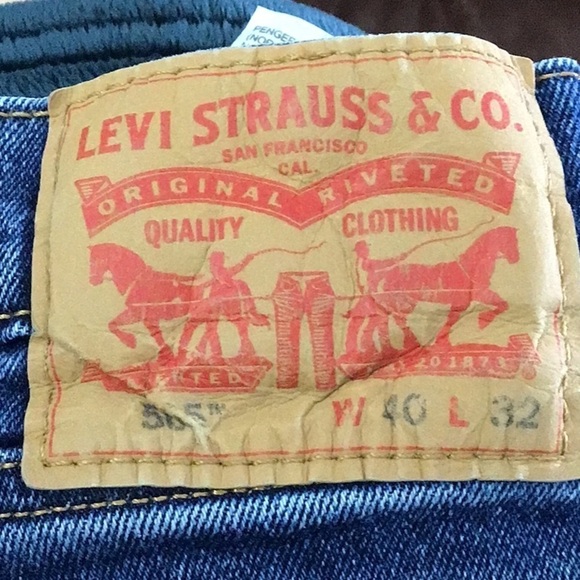 LEVI STRAUSS & CO.
SAN FRANCISCO
CAL.
ORIGINAL RIVETED
QUALITY CLOTHING
W 40 L 32